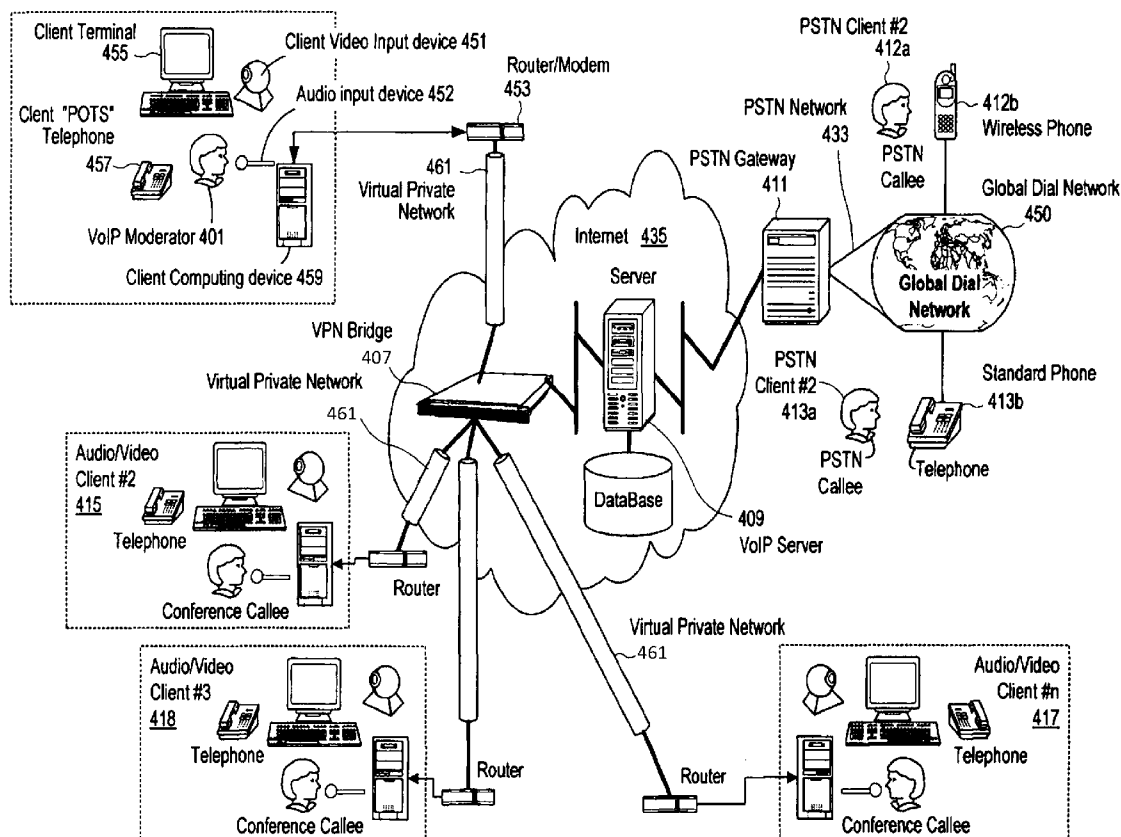 Client Terminal
455
Client Video Input device 451
Audio input device 452
Clent "POTS"
Telephone
457
VoIP Moderator 401
Client Computing device 459
Router/Modem
453
461
Virtual Private
Network
PSTN Client #2
412a
PSTN Network
433
PSTN
Callee
412b
Wireless Phone
PSTN Gateway
411
Global Dial Network
450
Global Dial
Network
Internet 435
Server
VPN Bridge
407
Virtual Private Network
461
DataBase
409
VoIP Server
PSTN
Client #2
413a
PSTN
Callee
Standard Phone
413b
Telephone
Audio/Video
Client #2
415
Telephone
Conference Callee
Router
Audio/Video
Client #3
418
Telephone
Conference Callee
Router
Virtual Private Network
461
Router
Audio/Video
Client #n
417
Telephone
Conference Callee